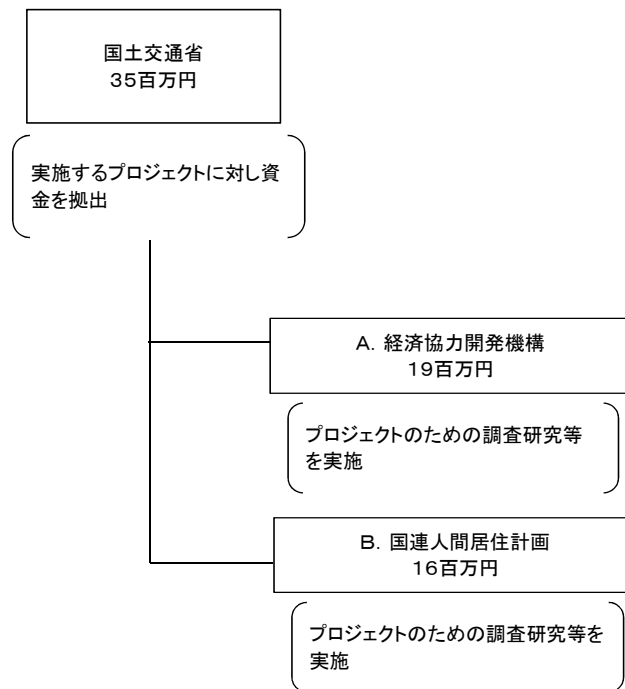 国土交通省
35百万円
実施するプロジェクトに対し資
金を拠出
A．経済協力開発機構
19百万円
プロジェクトのための調査研究等
を実施
B．国連人間居住計画
16百万円
プロジェクトのための調査研究等を
実施